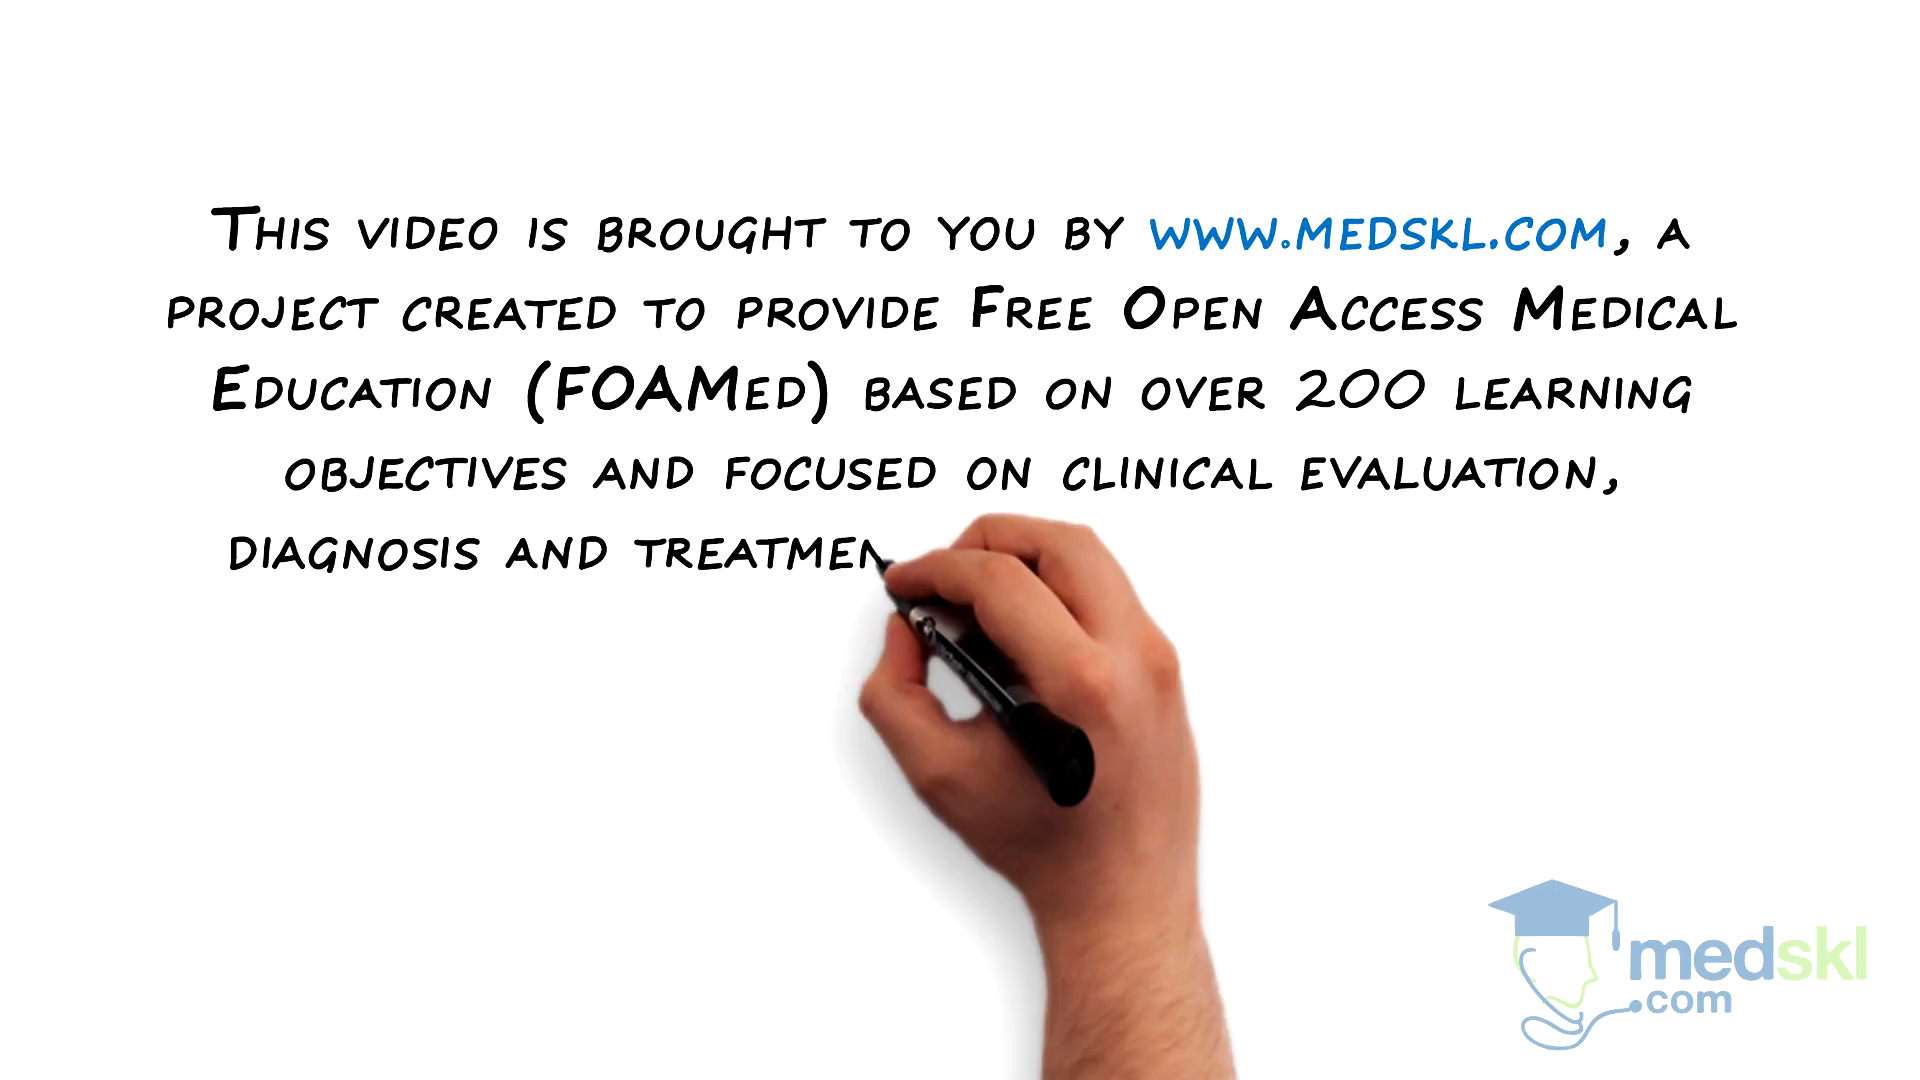 This video is brought to you by www.medskl.com, a
project created to provide Free Open Access Medical
Education (FOAMed) based on over 200 learning
objectives and focused on clinical evaluation,
diagnosis and treatmen
medskl
.com